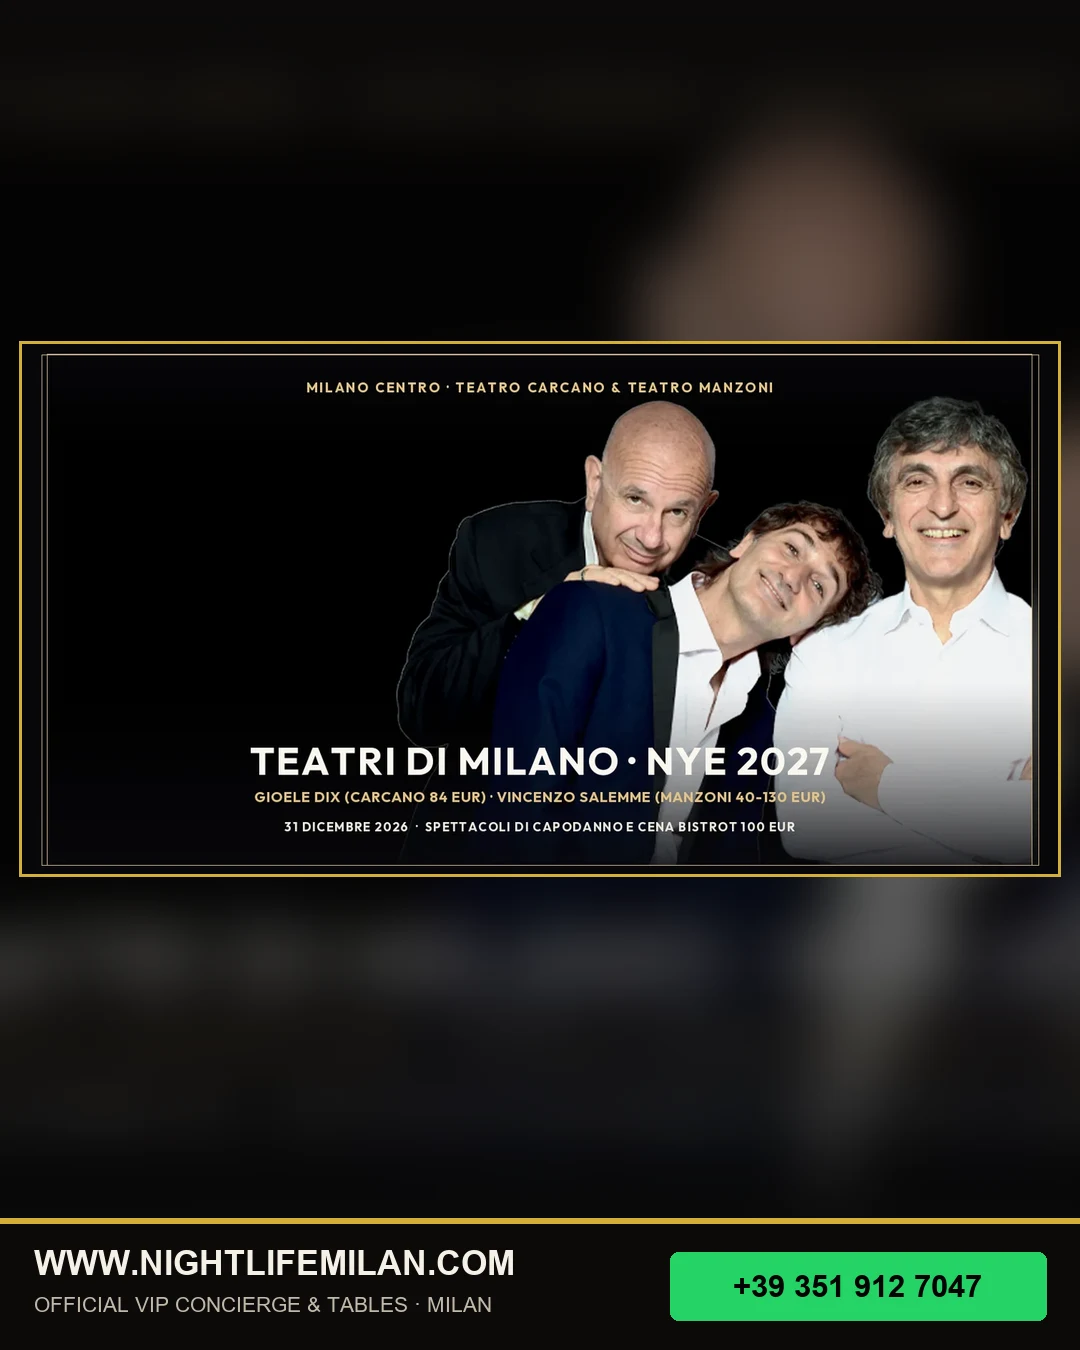 MILANO CENTRO · TEATRO CARCANO & TEATRO MANZONI
TEATRI DI MILANO · NYE 2027
GIOELE DIX (CARCANO 84 EUR) · VINCENZO SALEMME (MANZONI 40-130 EUR)
31 DICEMBRE 2026 · SPETTACOLI DI CAPODANNO E CENA BISTROT 100 EUR
WWW.NIGHTLIFEMILAN.COM
OFFICIAL VIP CONCIERGE & TABLES · MILAN
+39 351 912 7047